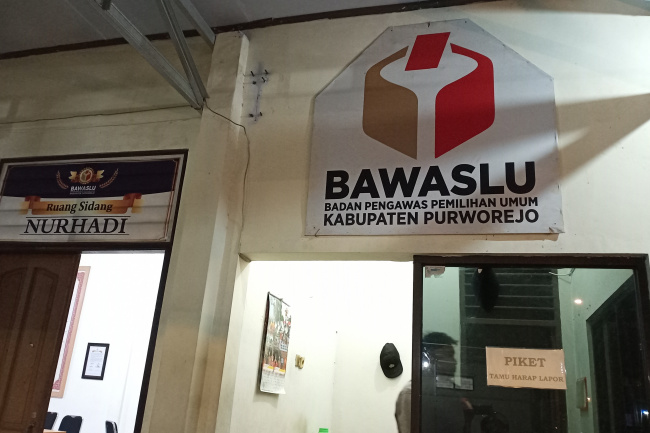 BAWASLU
Ruang Sidang
NURHADI
BAWASLU
BADAN PENGAWAS PEMILIHAN UMUM
KABUPATEN PURWOREJO
PIKET
TAMU HARAP LAPOR